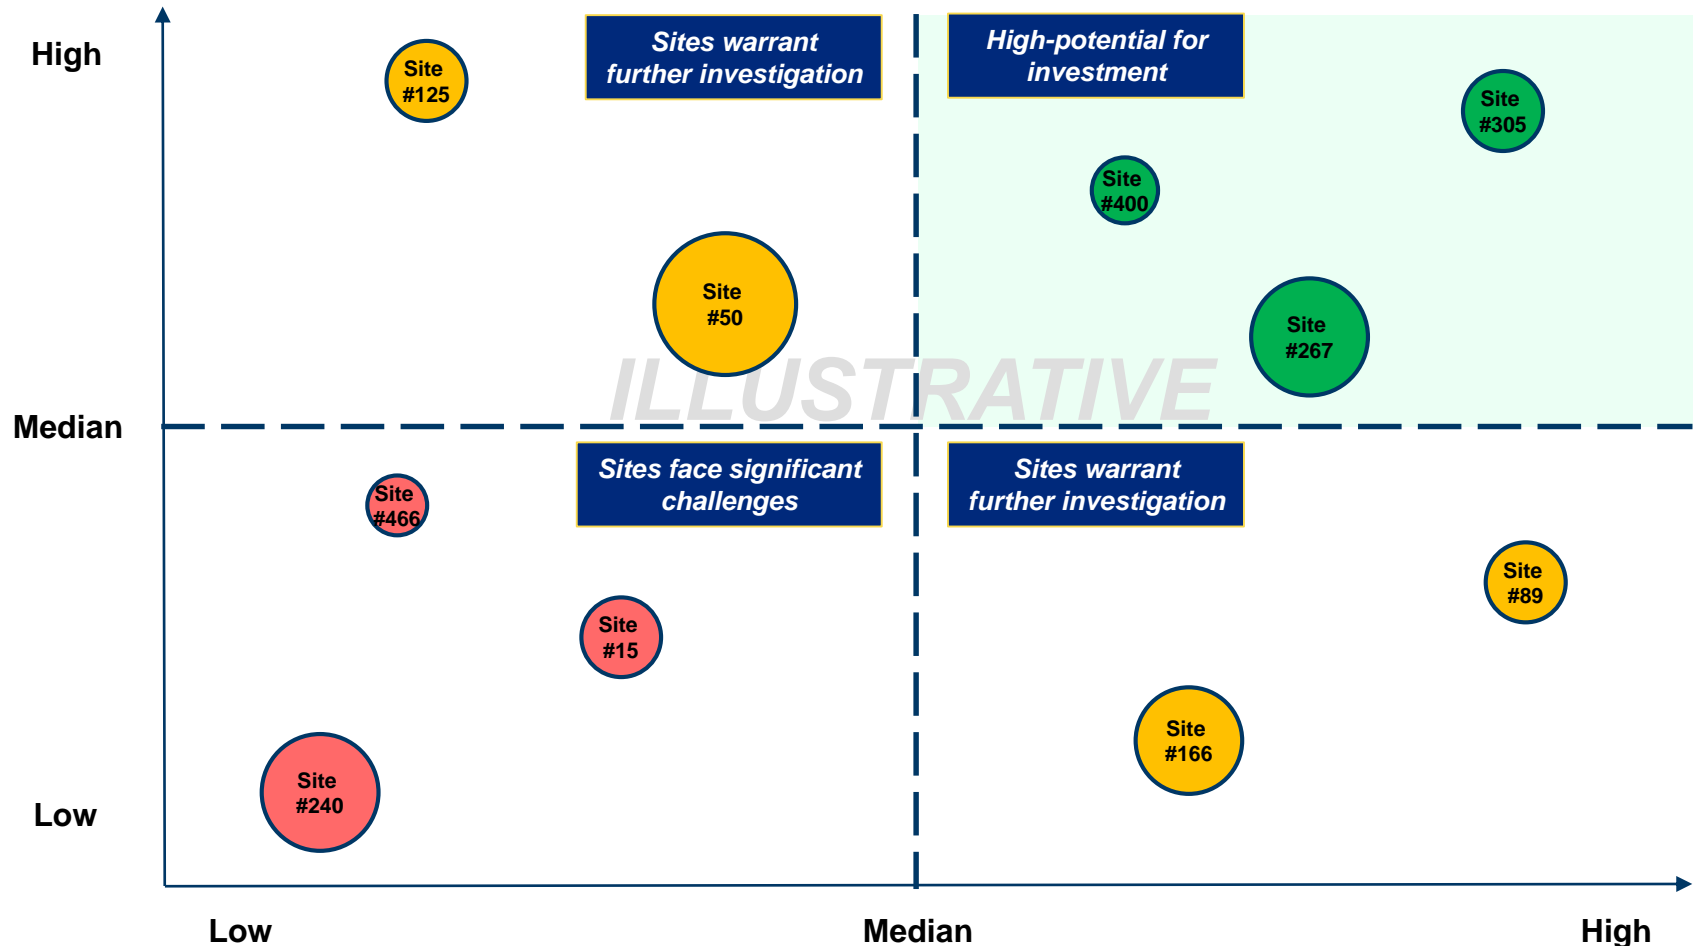 High
Sites warrant
further investigation
High-potential for
investment
Site
#125
Site
#305
Site
#400
Site
#50
Site
#267
ILLUSTRATIVE
Median
Sites face significant
challenges
Sites warrant
further investigation
Site
#466
Site
#89
Site
#15
Site
#166
Site
#240
Low
Low
Median
High